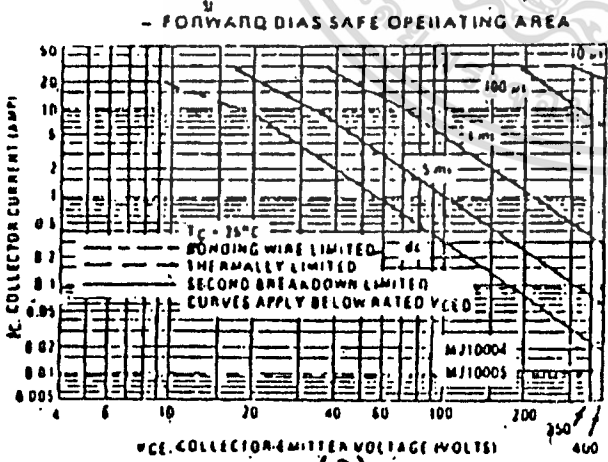 - FORWARD BIAS SAFE OPERATING AREA
50
20
10
5
2
1
0.5
0.2
0.1
0.05
0.02
0.01
0.005
IC. COLLECTOR CURRENT (AMP)
10 µs
100 µs
1 ms
5 ms
dc
TC = 25°C
BONDING WIRE LIMITED
THERMALLY LIMITED
SECOND BREAKDOWN LIMITED
CURVES APPLY BELOW RATED VCEO
MJ10004
MJ10005
4 6 10 20 40 60 100 200 350 400
VCE. COLLECTOR-EMITTER VOLTAGE (VOLTS)